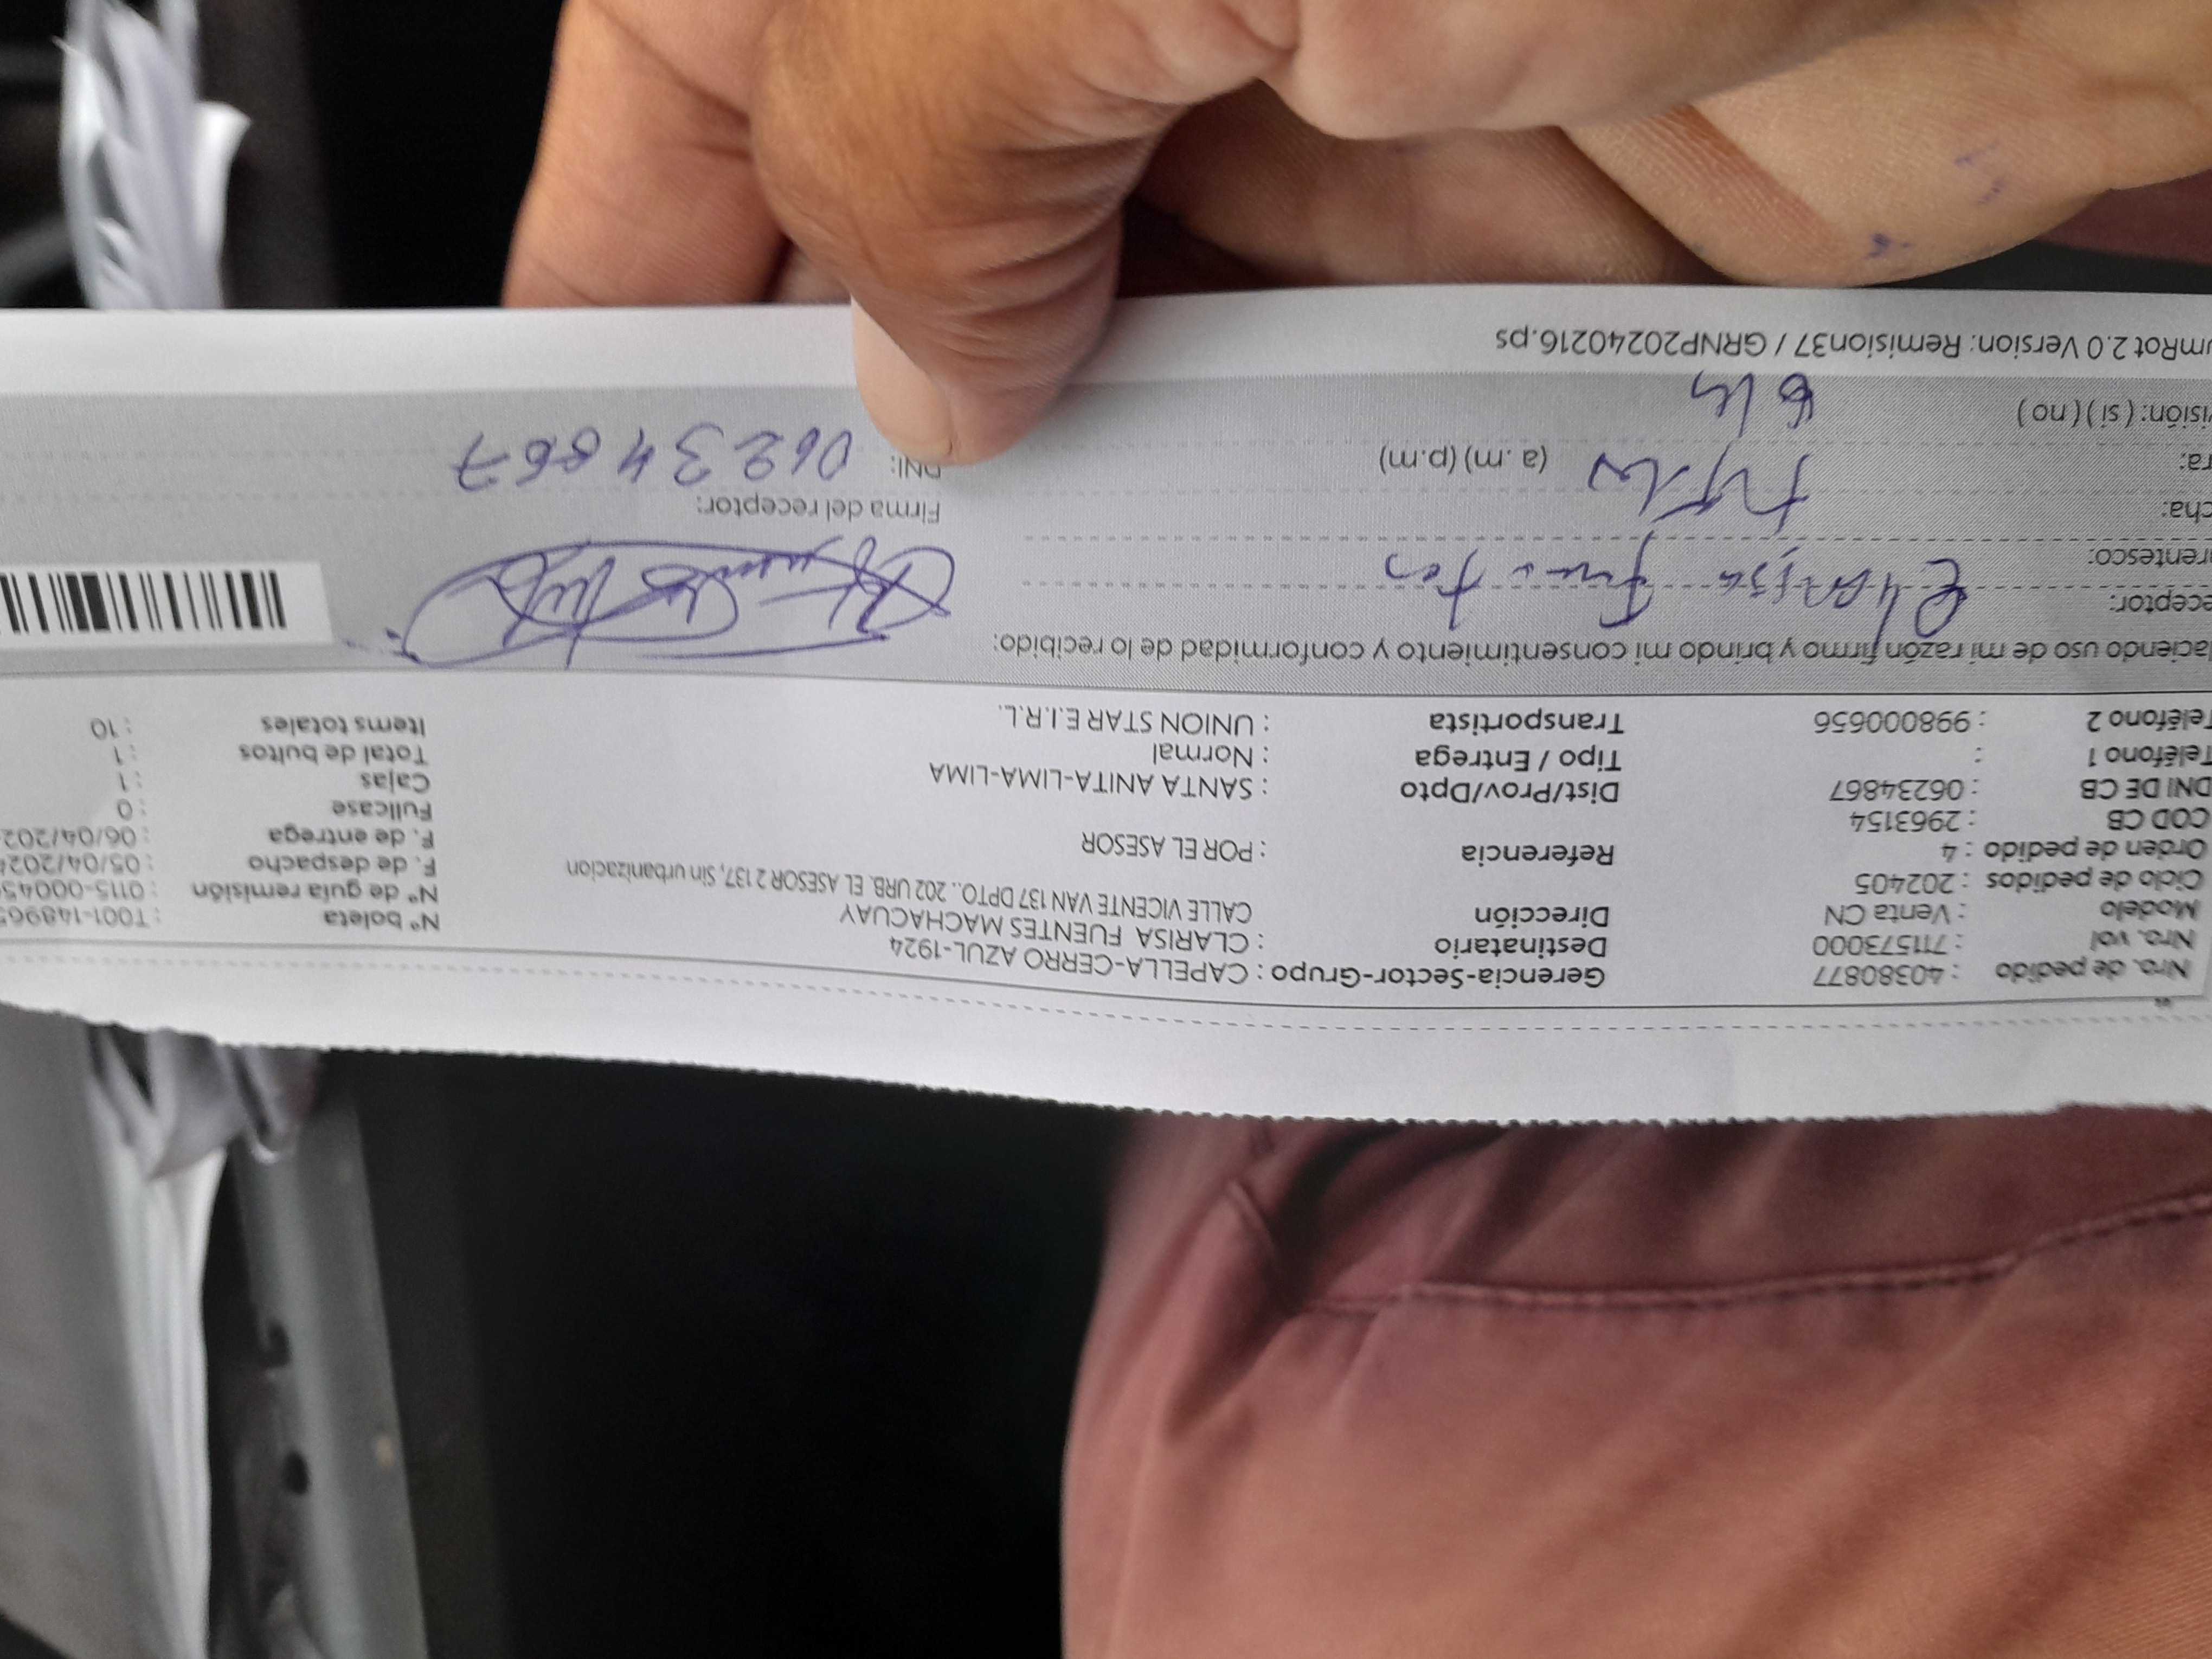 Nro. de pedido : 40380877 Gerencia-Sector-Grupo : CAPELLA-CERRO AZUL-1924
Nro. vol : 711573000 Destinatario : CLARISA FUENTES MACHACUAY Nº boleta : T001-148965
Modelo : Venta CN Dirección CALLE VICENTE VAN 137 DPTO.. 202 URB. EL ASESOR 2 137, Sin urbanización Nº de guía remisión : 0115-00045
Ciclo de pedidos : 202405 F. de despacho : 05/04/202
Orden de pedido : 4 Referencia : POR EL ASESOR F. de entrega : 06/04/202
COD CB : 2963154 Fullcase : 0
DNI DE CB : 06234867 Dist/Prov/Dpto : SANTA ANITA-LIMA-LIMA Cajas : 1
Teléfono 1 : Tipo / Entrega : Normal Total de bultos : 1
Teléfono 2 : 998000656 Transportista : UNION STAR E.I.R.L. Items totales : 10
aciendo uso de mi razón firmo y brindo mi consentimiento y conformidad de lo recibido:
eceptor:
rentesco: Fuentes
cha: Firma del receptor:
ra: (a. m) (p.m) DNI: 06234867
isión: ( si ) ( no )
mRot 2.0 Version: Remision37 / GRNP20240216.ps